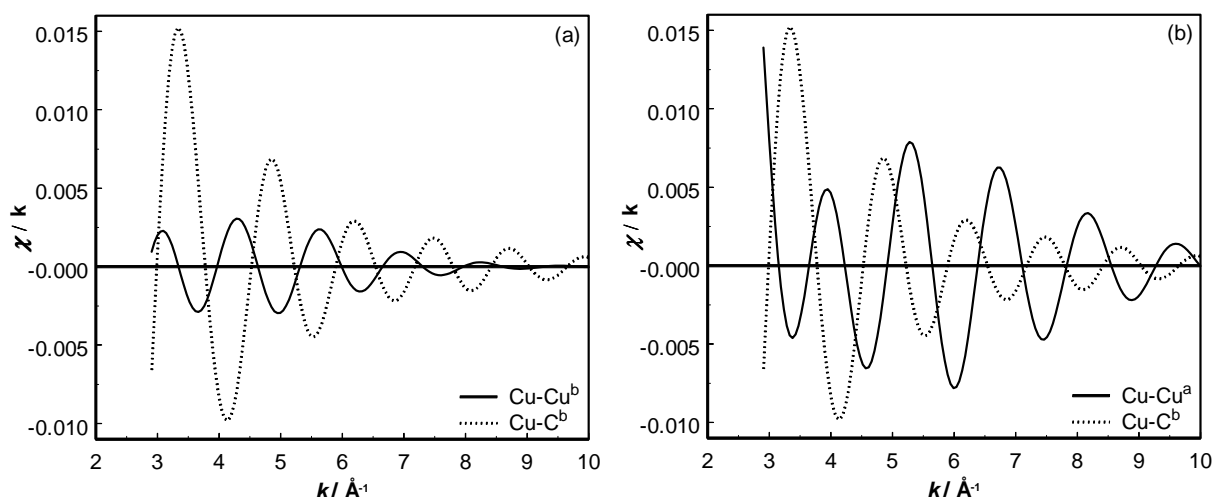 (a)
0.015
0.010
0.005
-0.000
-0.005
-0.010
χ / k
2 3 4 5 6 7 8 9 10
k / Å-1
Cu-Cub
Cu-Cb
(b)
0.015
0.010
0.005
-0.000
-0.005
-0.010
χ / k
2 3 4 5 6 7 8 9 10
k / Å-1
Cu-Cua
Cu-Cb